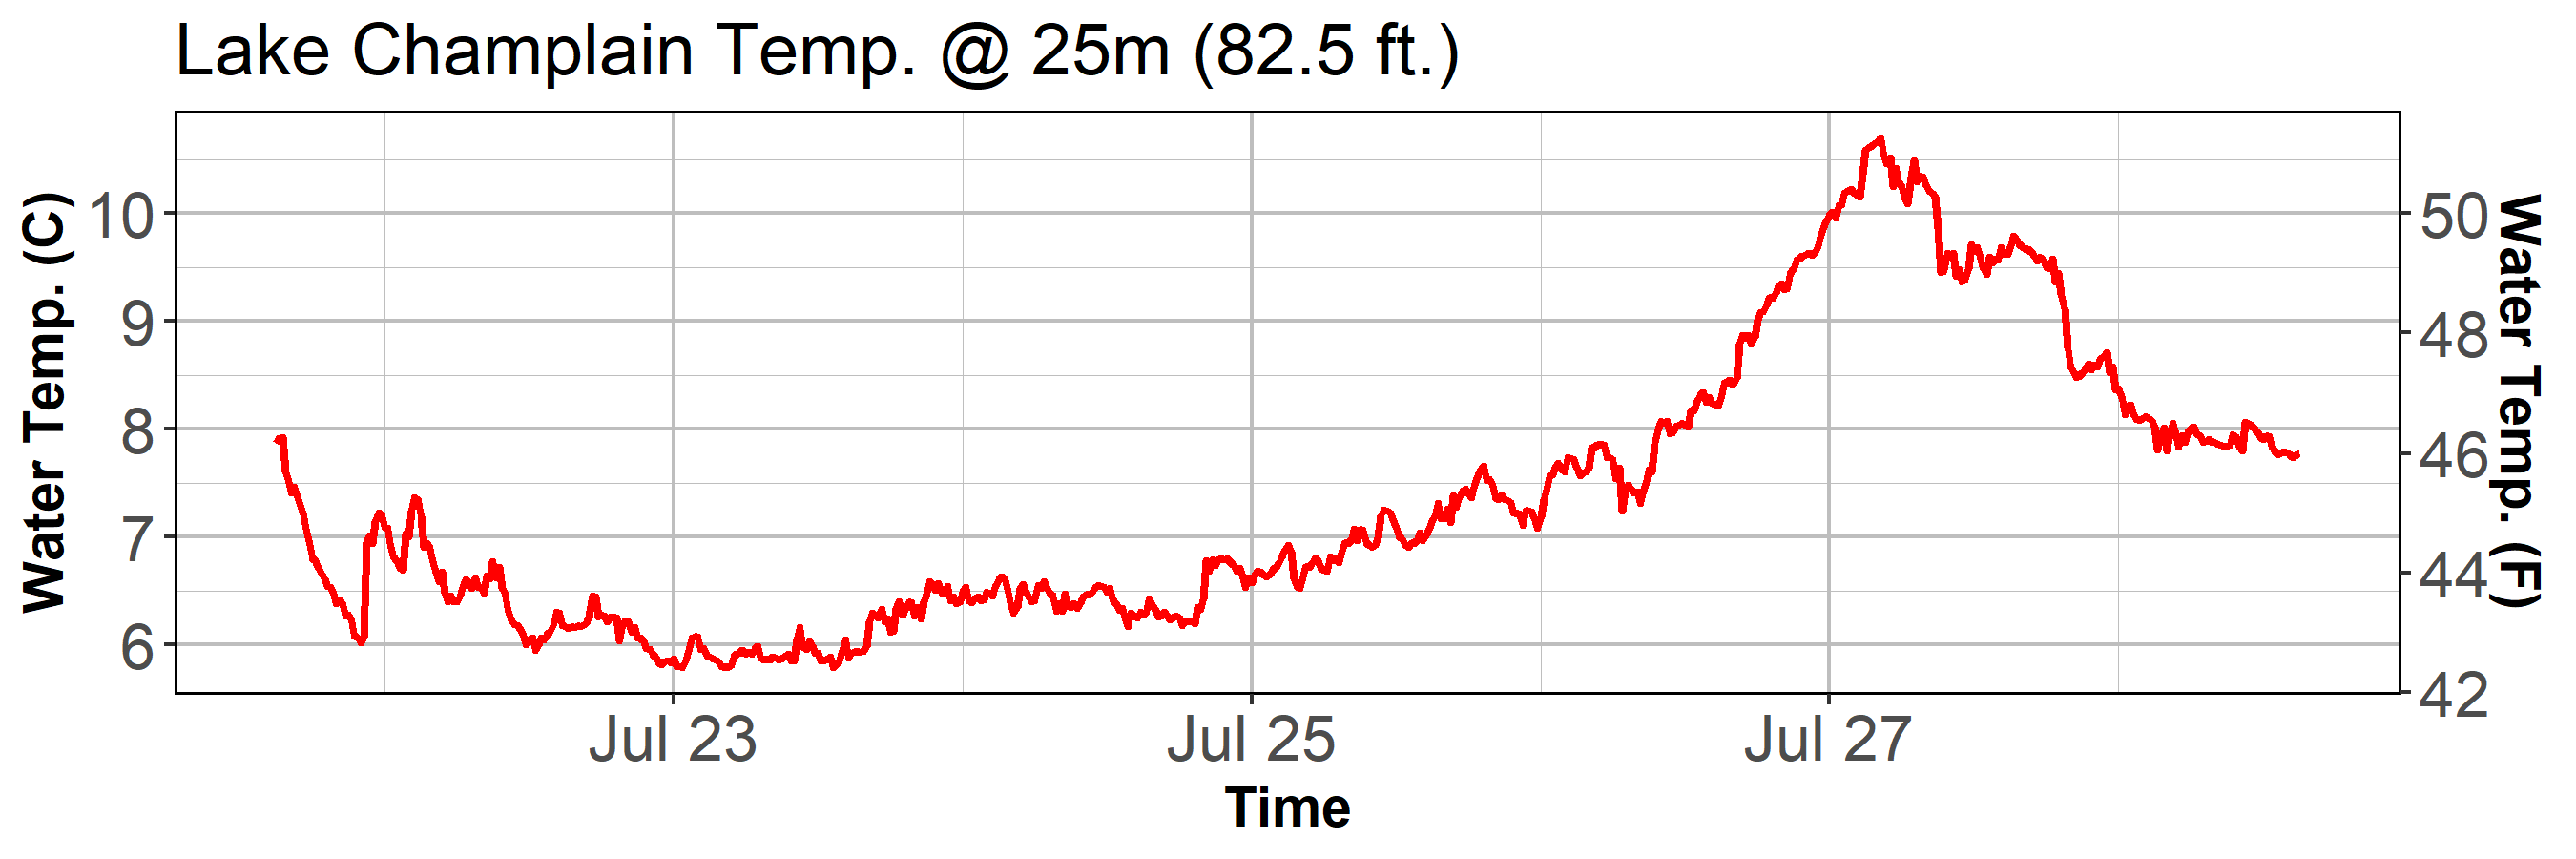 Lake Champlain Temp. @ 25m (82.5 ft.)
Water Temp. (C)
10
9
8
7
6
50
48
46
44
42
Water Temp. (F)
Jul 23 Jul 25 Jul 27
Time